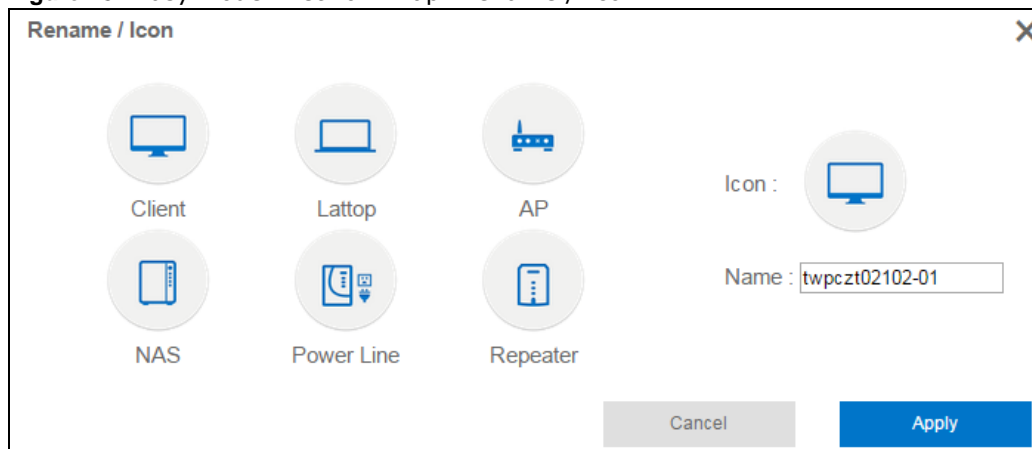 Rename / Icon
Client Lattop AP
Icon :
NAS Power Line Repeater
Name : twpczt02102-01
Cancel Apply